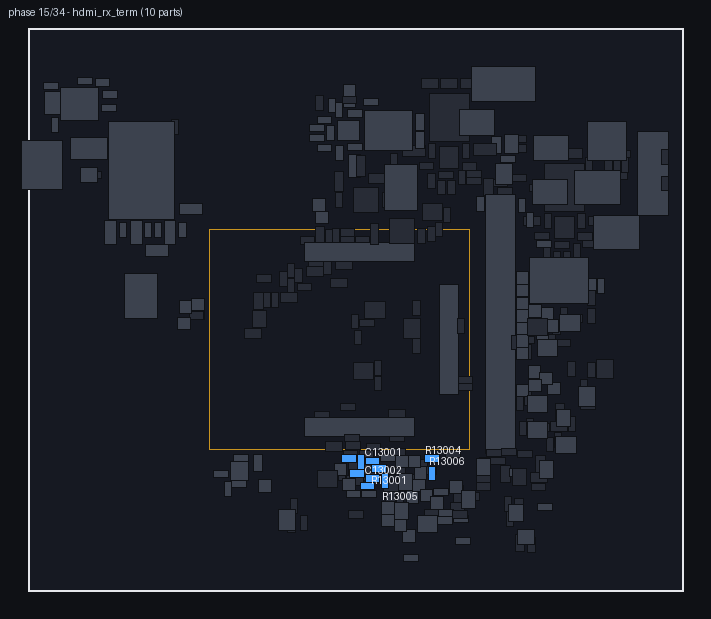 phase 15/34 - hdmi_rx_term (10 parts)
C13001
R13004
R13006
C13002
R13001
R13005